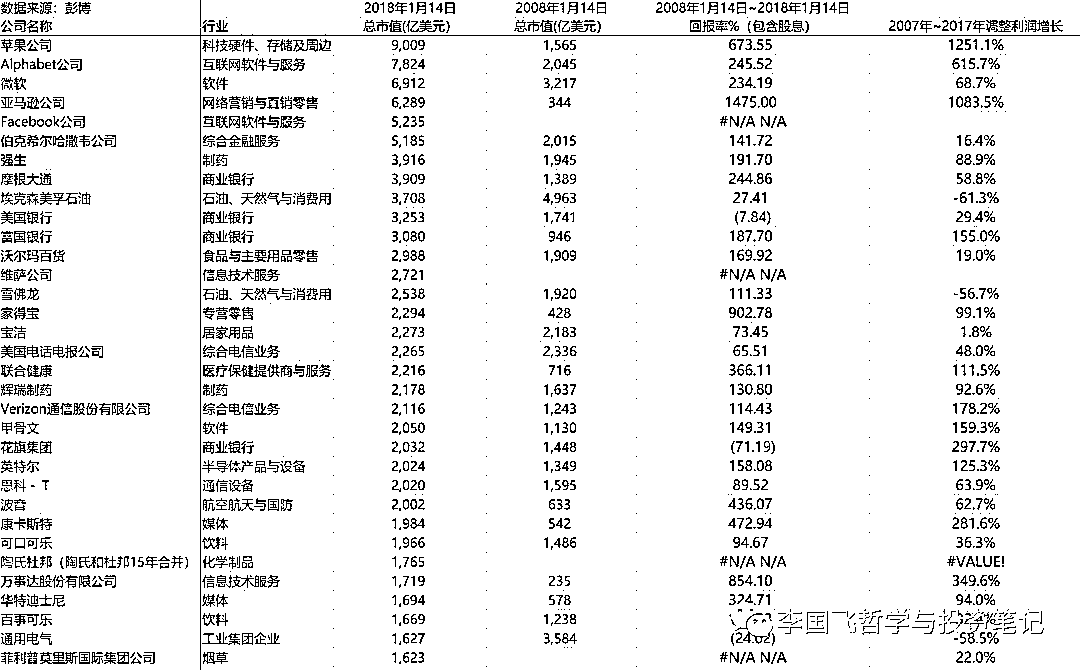 数据来源：彭博 2018年1月14日 2008年1月14日 2008年1月14日~2018年1月14日
公司名称 行业 总市值(亿美元) 总市值(亿美元) 回报率%（包含股息） 2007年~2017年调整利润增长
苹果公司 科技硬件、存储及周边 9,009 1,565 673.55 1251.1%
Alphabet公司 互联网软件与服务 7,824 2,045 245.52 615.7%
微软 软件 6,912 3,217 234.19 68.7%
亚马逊公司 网络营销与直销零售 6,289 344 1475.00 1083.5%
Facebook公司 互联网软件与服务 5,235 #N/A N/A
伯克希尔哈撒韦公司 综合金融服务 5,185 2,015 141.72 16.4%
强生 制药 3,916 1,945 191.70 88.9%
摩根大通 商业银行 3,909 1,389 244.86 58.8%
埃克森美孚石油 石油、天然气与消费用 3,708 4,963 27.41 -61.3%
美国银行 商业银行 3,253 1,741 (7.84) 29.4%
富国银行 商业银行 3,080 946 187.70 155.0%
沃尔玛百货 食品与主要用品零售 2,988 1,909 169.92 19.0%
维萨公司 信息技术服务 2,721 #N/A N/A
雪佛龙 石油、天然气与消费用 2,538 1,920 111.33 -56.7%
家得宝 专营零售 2,294 428 902.78 99.1%
宝洁 居家用品 2,273 2,183 73.45 1.8%
美国电话电报公司 综合电信业务 2,265 2,336 65.51 48.0%
联合健康 医疗保健提供商与服务 2,216 716 366.11 111.5%
辉瑞制药 制药 2,178 1,637 130.80 92.6%
Verizon通信股份有限公司 综合电信业务 2,116 1,243 114.43 178.2%
甲骨文 软件 2,050 1,130 149.31 159.3%
花旗集团 商业银行 2,032 1,448 (71.19) 297.7%
英特尔 半导体产品与设备 2,024 1,349 158.08 125.3%
思科 - T 通信设备 2,020 1,595 89.52 63.9%
波音 航空航天与国防 2,002 633 436.07 62.7%
康卡斯特 媒体 1,984 542 472.94 281.6%
可口可乐 饮料 1,966 1,486 94.67 36.3%
陶氏杜邦（陶氏和杜邦15年合并） 化学制品 1,765 #N/A N/A #VALUE!
万事达股份有限公司 信息技术服务 1,719 235 854.10 349.6%
华特迪士尼 媒体 1,694 578 324.71 94.0%
百事可乐 饮料 1,669 1,238
李国飞哲学与投资笔记
通用电气 工业集团企业 1,627 3,584 (24.02) -58.5%
菲利普莫里斯国际集团公司 烟草 1,623 #N/A N/A 22.0%